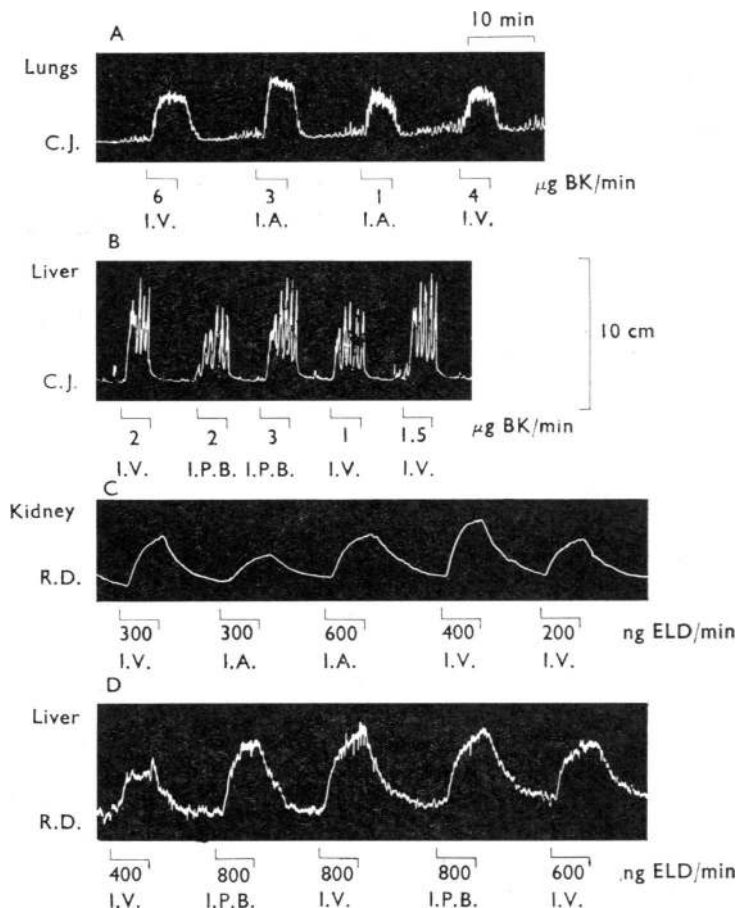 A
10 min
Lungs
C.J.
6 3 1 4 μg BK/min
I.V. I.A. I.A. I.V.
B
Liver
10 cm
C.J.
2 2 3 1 1.5 μg BK/min
I.V. I.P.B. I.P.B. I.V. I.V.
C
Kidney
R.D.
300 300 600 400 200 ng ELD/min
I.V. I.A. I.A. I.V. I.V.
D
Liver
R.D.
400 800 800 800 600 ng ELD/min
I.V. I.P.B. I.V. I.P.B. I.V.